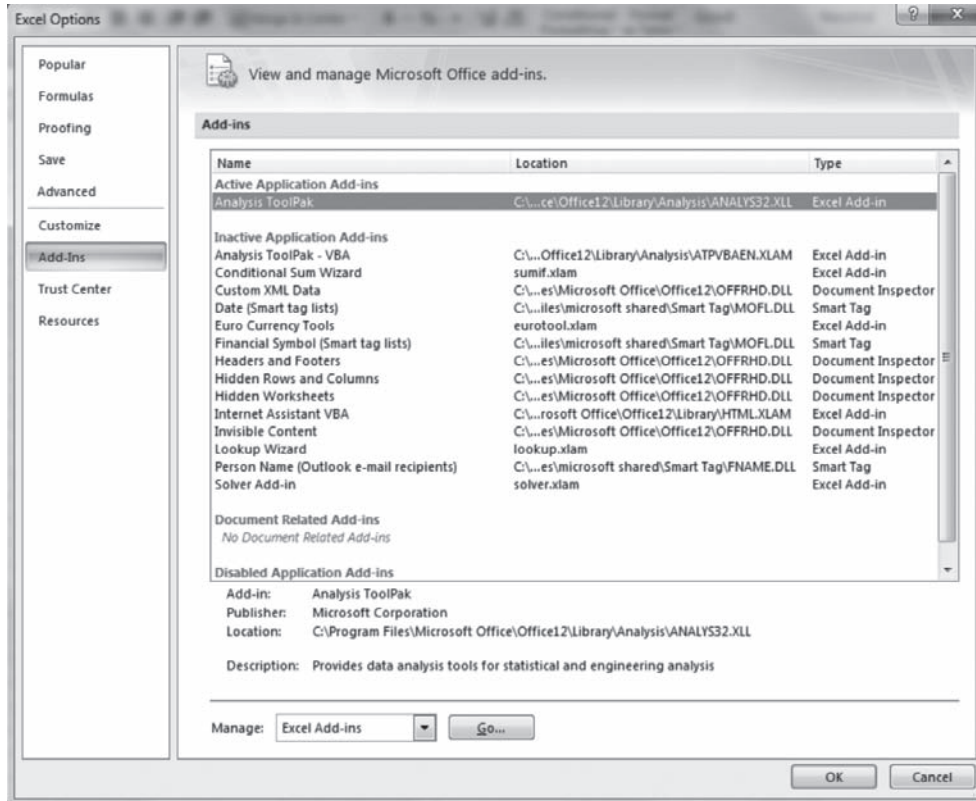 Excel Options
Popular
Formulas
Proofing
Save
Advanced
Customize
Add-Ins
Trust Center
Resources
View and manage Microsoft Office add-ins.
Add-ins
Name Location Type
Active Application Add-ins
Analysis ToolPak C:\...ce\Office12\Library\Analysis\ANALYS32.XLL Excel Add-in
Inactive Application Add-ins
Analysis ToolPak - VBA C:\...Office12\Library\Analysis\ATPVBAEN.XLAM Excel Add-in
Conditional Sum Wizard sumif.xlam Excel Add-in
Custom XML Data C:\...es\Microsoft Office\Office12\OFFRHD.DLL Document Inspector
Date (Smart tag lists) C:\...iles\microsoft shared\Smart Tag\MOFL.DLL Smart Tag
Euro Currency Tools eurotool.xlam Excel Add-in
Financial Symbol (Smart tag lists) C:\...iles\microsoft shared\Smart Tag\MOFL.DLL Smart Tag
Headers and Footers C:\...es\Microsoft Office\Office12\OFFRHD.DLL Document Inspector
Hidden Rows and Columns C:\...es\Microsoft Office\Office12\OFFRHD.DLL Document Inspector
Hidden Worksheets C:\...es\Microsoft Office\Office12\OFFRHD.DLL Document Inspector
Internet Assistant VBA C:\...rosoft Office\Office12\Library\HTML.XLAM Excel Add-in
Invisible Content C:\...es\Microsoft Office\Office12\OFFRHD.DLL Document Inspector
Lookup Wizard lookup.xlam Excel Add-in
Person Name (Outlook e-mail recipients) C:\...es\microsoft shared\Smart Tag\FNAME.DLL Smart Tag
Solver Add-in solver.xlam Excel Add-in
Document Related Add-ins
No Document Related Add-ins
Disabled Application Add-ins
Add-in: Analysis ToolPak
Publisher: Microsoft Corporation
Location: C:\Program Files\Microsoft Office\Office12\Library\Analysis\ANALYS32.XLL
Description: Provides data analysis tools for statistical and engineering analysis
Manage: Excel Add-ins Go...
OK Cancel